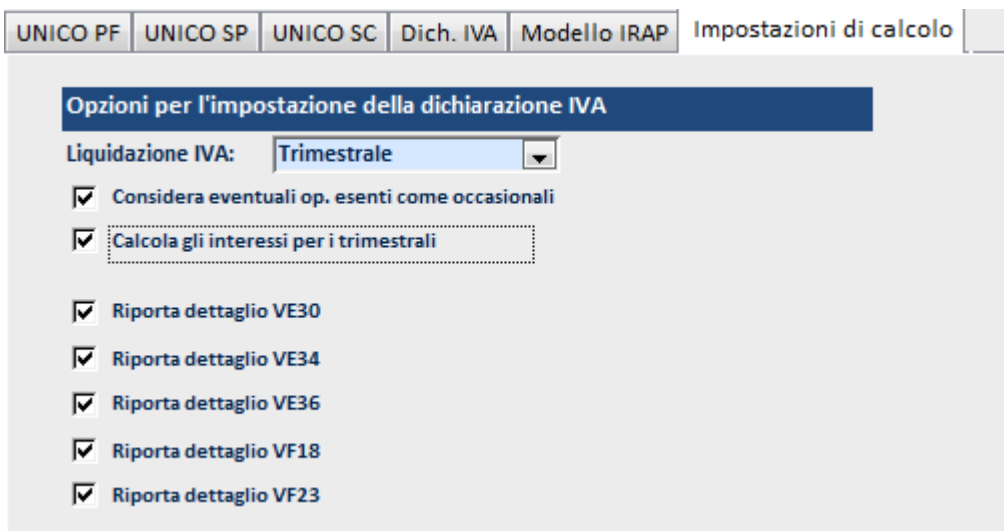 UNICO PF UNICO SP UNICO SC Dich. IVA Modello IRAP Impostazioni di calcolo
Opzioni per l'impostazione della dichiarazione IVA
Liquidazione IVA: Trimestrale
Considera eventuali op. esenti come occasionali
Calcola gli interessi per i trimestrali
Riporta dettaglio VE30
Riporta dettaglio VE34
Riporta dettaglio VE36
Riporta dettaglio VF18
Riporta dettaglio VF23